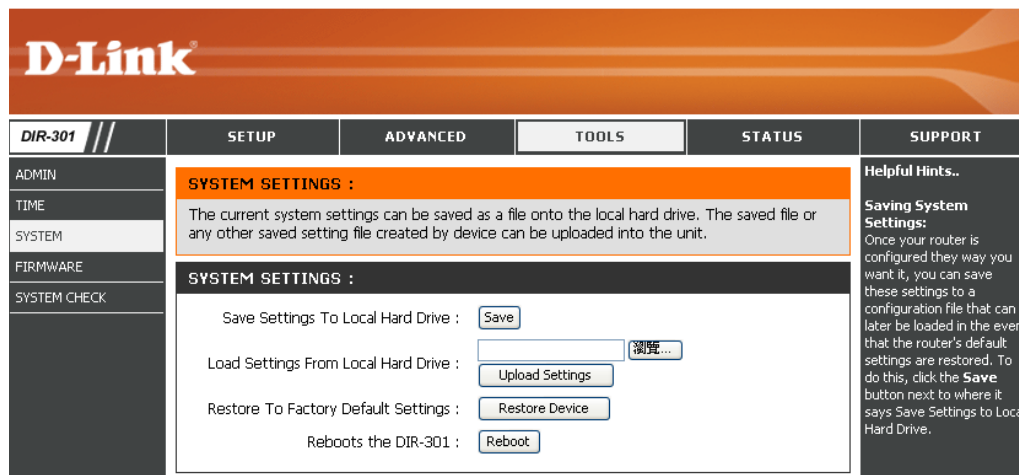 D-Link®
DIR-301
SETUP
ADVANCED
TOOLS
STATUS
SUPPORT
ADMIN
TIME
SYSTEM
FIRMWARE
SYSTEM CHECK
SYSTEM SETTINGS :
The current system settings can be saved as a file onto the local hard drive. The saved file or
any other saved setting file created by device can be uploaded into the unit.
SYSTEM SETTINGS :
Save Settings To Local Hard Drive :
Save
Load Settings From Local Hard Drive :
瀏覽...
Upload Settings
Restore To Factory Default Settings :
Restore Device
Reboots the DIR-301 :
Reboot
Helpful Hints..
Saving System
Settings:
Once your router is
configured they way you
want it, you can save
these settings to a
configuration file that can
later be loaded in the even
that the router's default
settings are restored. To
do this, click the Save
button next to where it
says Save Settings to Loca
Hard Drive.